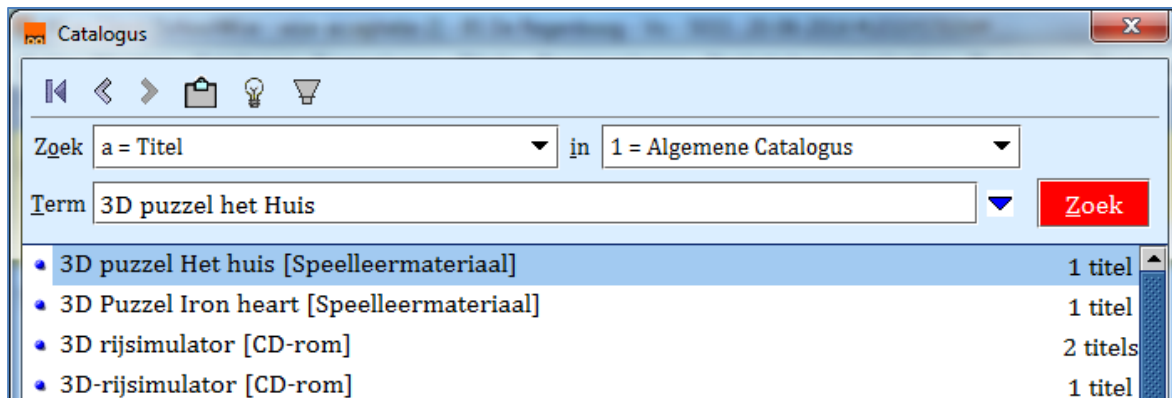 Catalogus
Zoek a = Titel in 1 = Algemene Catalogus
Term 3D puzzel het Huis Zoek
3D puzzel Het huis [Speelleermateriaal] 1 titel
3D Puzzel Iron heart [Speelleermateriaal] 1 titel
3D rijsimulator [CD-rom] 2 titels
3D-rijsimulator [CD-rom] 1 titel